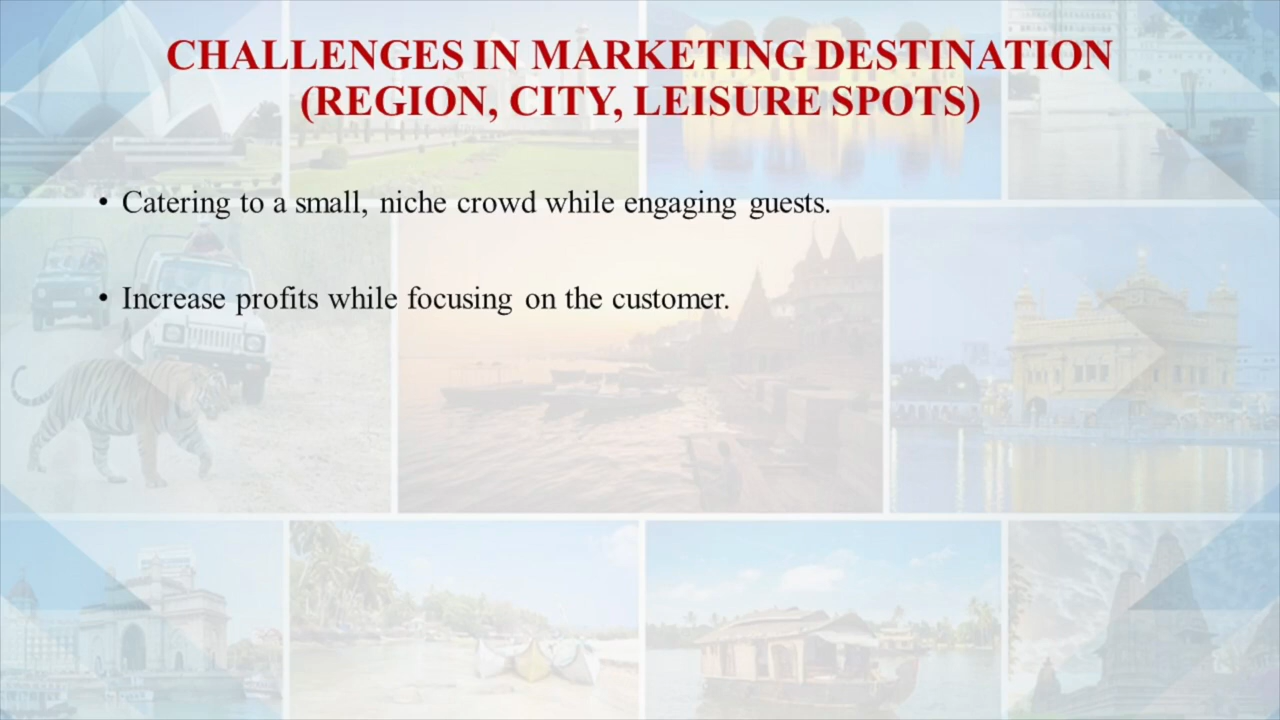 CHALLENGES IN MARKETING DESTINATION
(REGION, CITY, LEISURE SPOTS)
• Catering to a small, niche crowd while engaging guests.
• Increase profits while focusing on the customer.